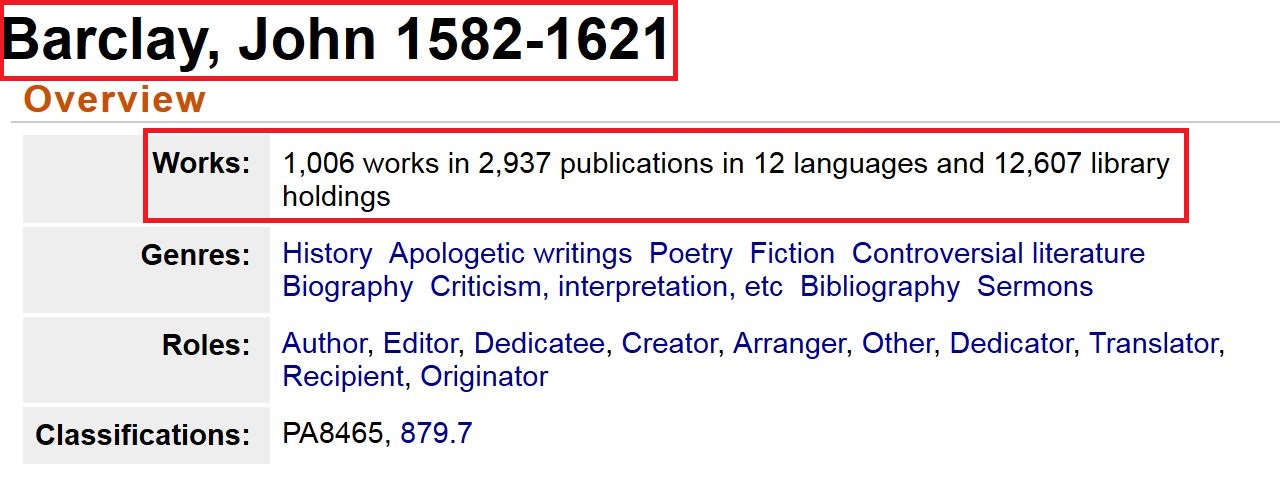 Barclay, John 1582-1621
Overview
Works: 1,006 works in 2,937 publications in 12 languages and 12,607 library
holdings
Genres: History Apologetic writings Poetry Fiction Controversial literature
Biography Criticism, interpretation, etc Bibliography Sermons
Roles: Author, Editor, Dedicatee, Creator, Arranger, Other, Dedicator, Translator,
Recipient, Originator
Classifications: PA8465, 879.7